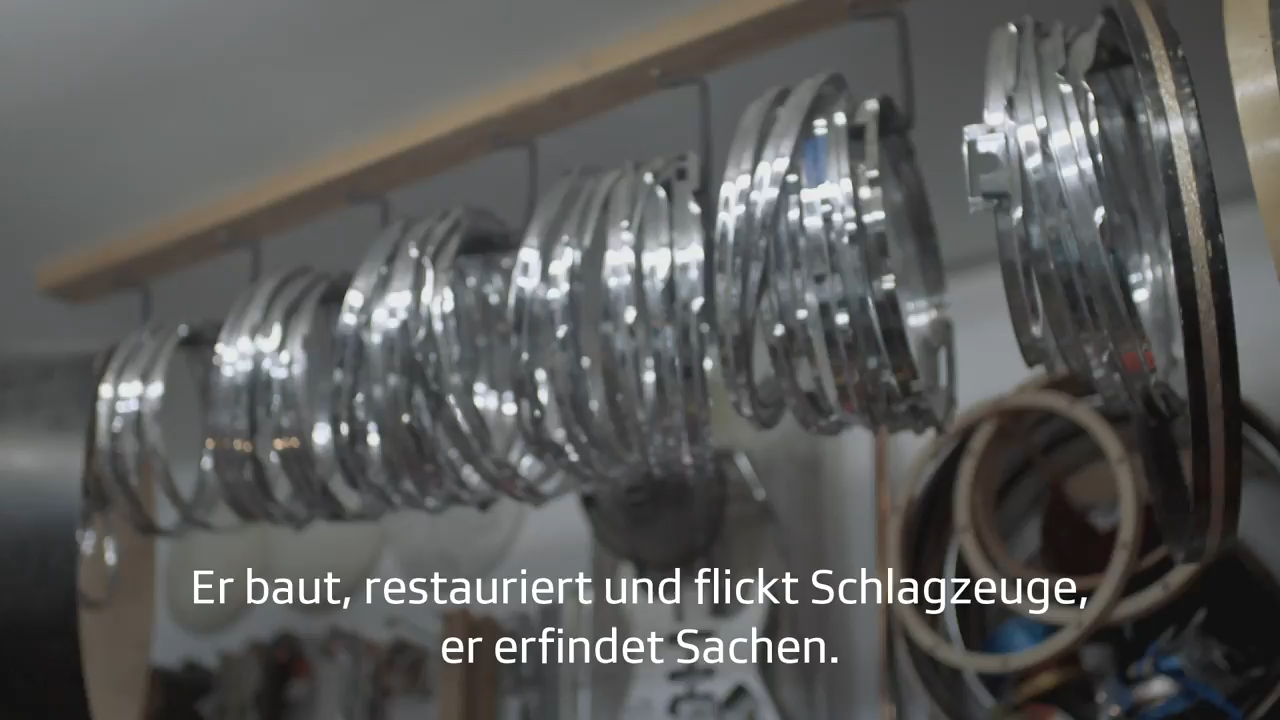 Er baut, restauriert und flickt Schlagzeuge,
er erfindet Sachen.